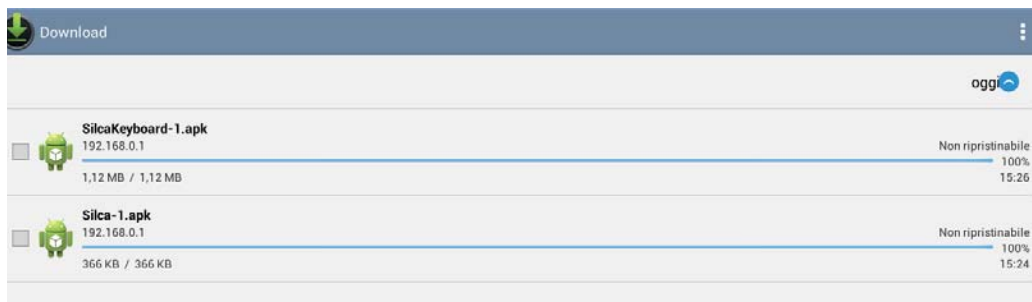 Download
oggi
SilcaKeyboard-1.apk
192.168.0.1
Non ripristinabile
100%
1,12 MB / 1,12 MB
15:26
Silca-1.apk
192.168.0.1
Non ripristinabile
100%
366 KB / 366 KB
15:24